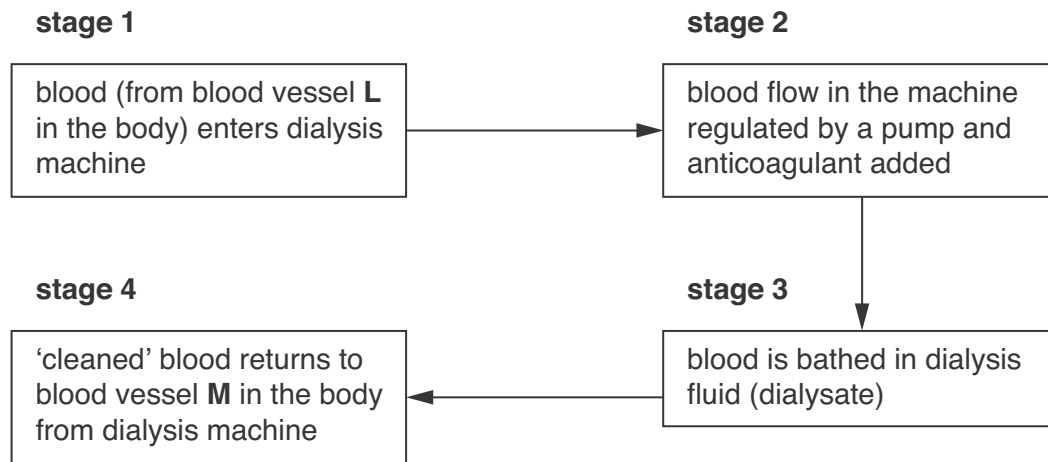 stage 1
blood (from blood vessel L
in the body) enters dialysis
machine
stage 2
blood flow in the machine
regulated by a pump and
anticoagulant added
stage 3
blood is bathed in dialysis
fluid (dialysate)
stage 4
‘cleaned’ blood returns to
blood vessel M in the body
from dialysis machine